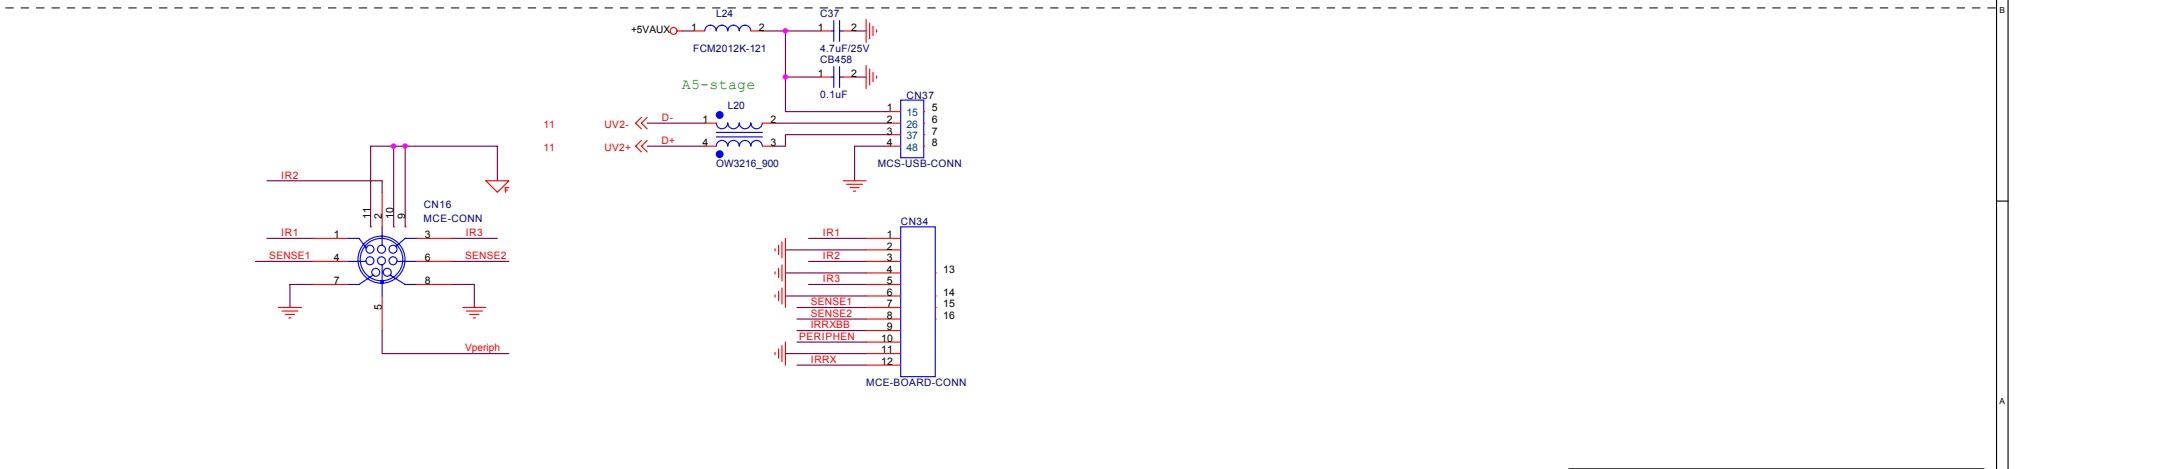 B
L24
C37
+5VAUX
1
2
1
2
FCM2012K-121
4.7uF/25V
CB458
1
2
A5-stage
0.1uF
CN37
L20
1
15
5
11
UV2-
D-
1
2
2
26
6
3
37
7
11
UV2+
D+
4
3
4
48
8
OW3216_900
MCS-USB-CONN
IR2
F
CN16
MCE-CONN
11
2
10
9
IR1
1
3
IR3
SENSE1
4
6
SENSE2
7
8
5
Vperiph
CN34
IR1
1
2
IR2
3
4
13
IR3
5
6
14
SENSE1
7
15
SENSE2
8
16
IRRXBB
9
PERIPHEN
10
11
IRRX
12
MCE-BOARD-CONN
A